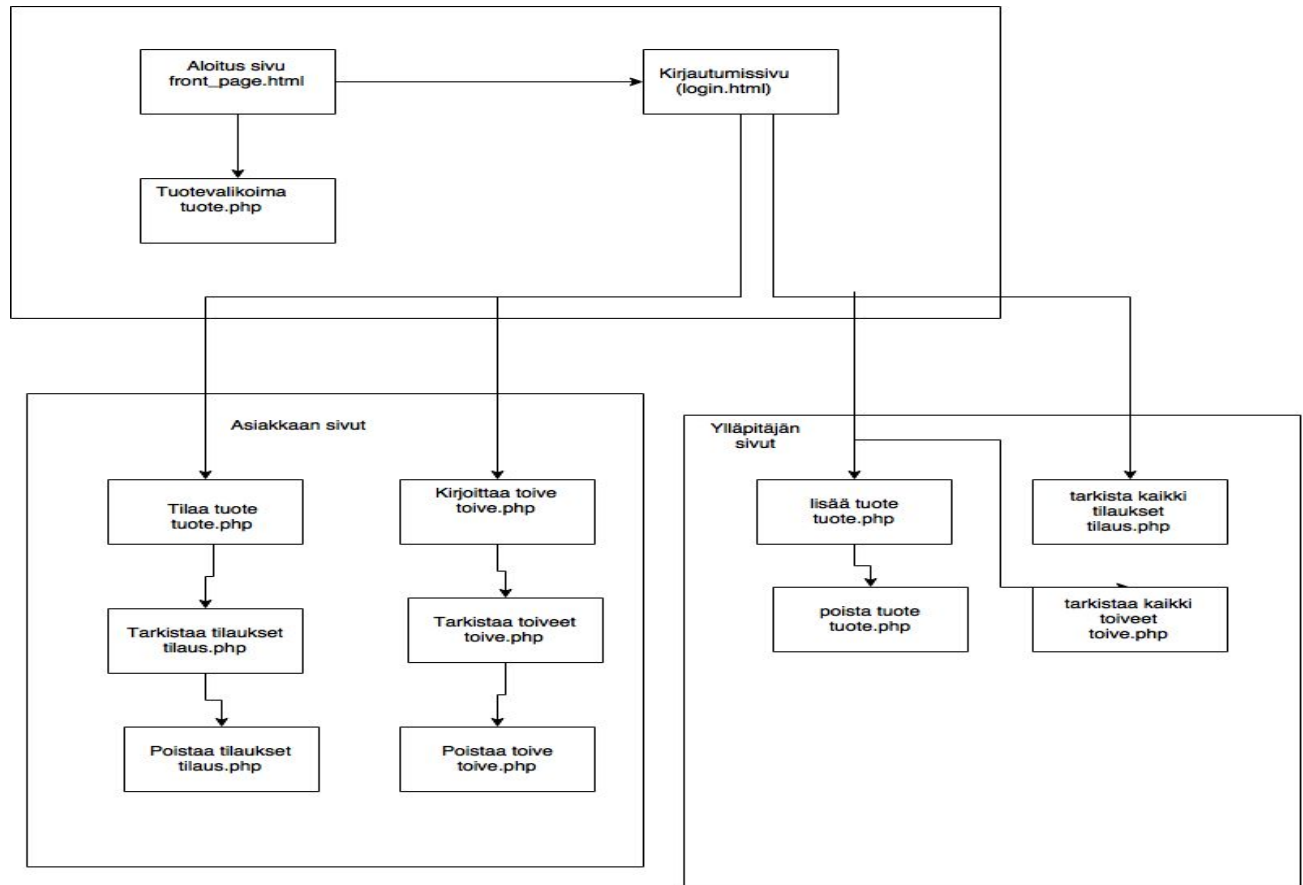 Aloitus sivu
front_page.html
Kirjautumissivu
(login.html)
Tuotevalikoima
tuote.php
Asiakkaan sivut
Tilaa tuote
tuote.php
Kirjoittaa toive
toive.php
Tarkistaa tilaukset
tilaus.php
Tarkistaa toiveet
toive.php
Poistaa tilaukset
tilaus.php
Poistaa toive
toive.php
Ylläpitäjän
sivut
lisää tuote
tuote.php
tarkista kaikki
tilaukset
tilaus.php
poista tuote
tuote.php
tarkistaa kaikki
toiveet
toive.php